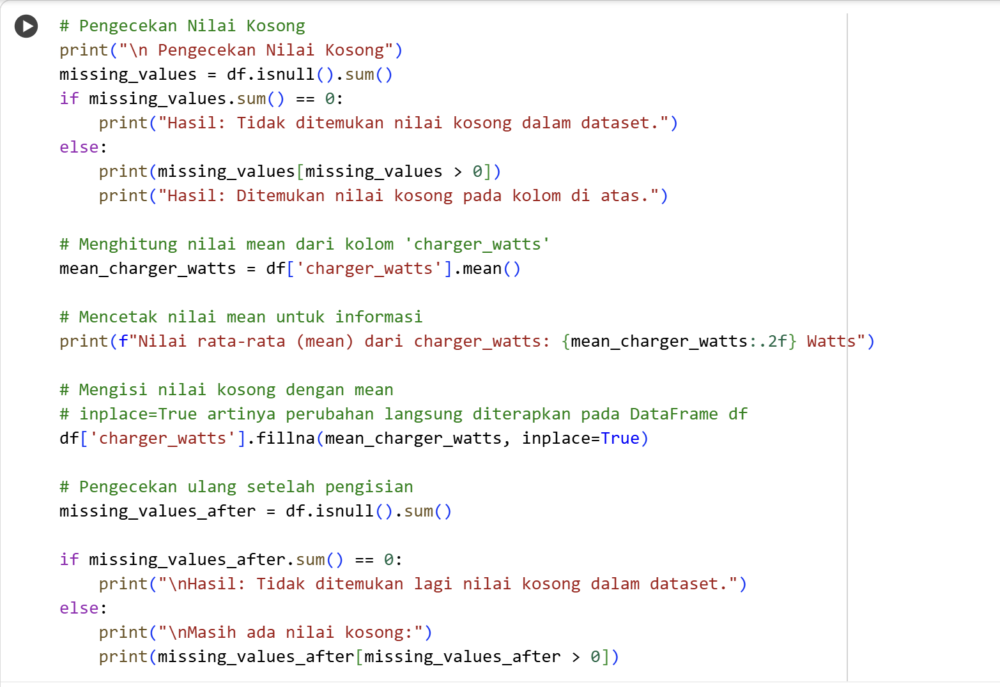 # Pengecekan Nilai Kosong
print("\n Pengecekan Nilai Kosong")
missing_values = df.isnull().sum()
if missing_values.sum() == 0:
    print("Hasil: Tidak ditemukan nilai kosong dalam dataset.")
else:
    print(missing_values[missing_values > 0])
    print("Hasil: Ditemukan nilai kosong pada kolom di atas.")

# Menghitung nilai mean dari kolom 'charger_watts'
mean_charger_watts = df['charger_watts'].mean()

# Mencetak nilai mean untuk informasi
print(f"Nilai rata-rata (mean) dari charger_watts: {mean_charger_watts:.2f} Watts")

# Mengisi nilai kosong dengan mean
# inplace=True artinya perubahan langsung diterapkan pada DataFrame df
df['charger_watts'].fillna(mean_charger_watts, inplace=True)

# Pengecekan ulang setelah pengisian
missing_values_after = df.isnull().sum()

if missing_values_after.sum() == 0:
    print("\nHasil: Tidak ditemukan lagi nilai kosong dalam dataset.")
else:
    print("\nMasih ada nilai kosong:")
    print(missing_values_after[missing_values_after > 0])